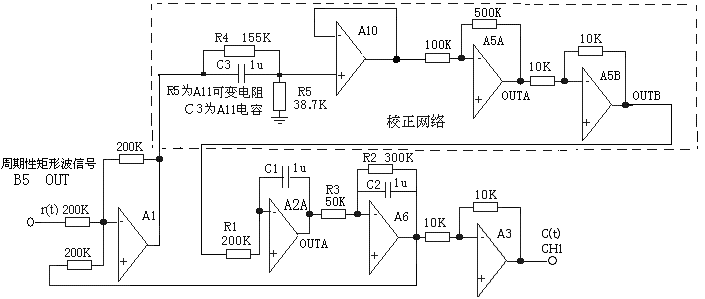 R4 155K
C3 1u
R5为A11可变电阻
C3为A11电容
R5
38.7K
A10
100K
500K
A5A
OUTA
10K
10K
A5B
OUTB
校正网络
周期性矩形波信号
B5 OUT
200K
r(t) 200K
A1
200K
R1
200K
C1 1u
A2A
OUTA
R3
50K
R2 300K
C2 1u
A6
10K
10K
A3
C(t)
CH1